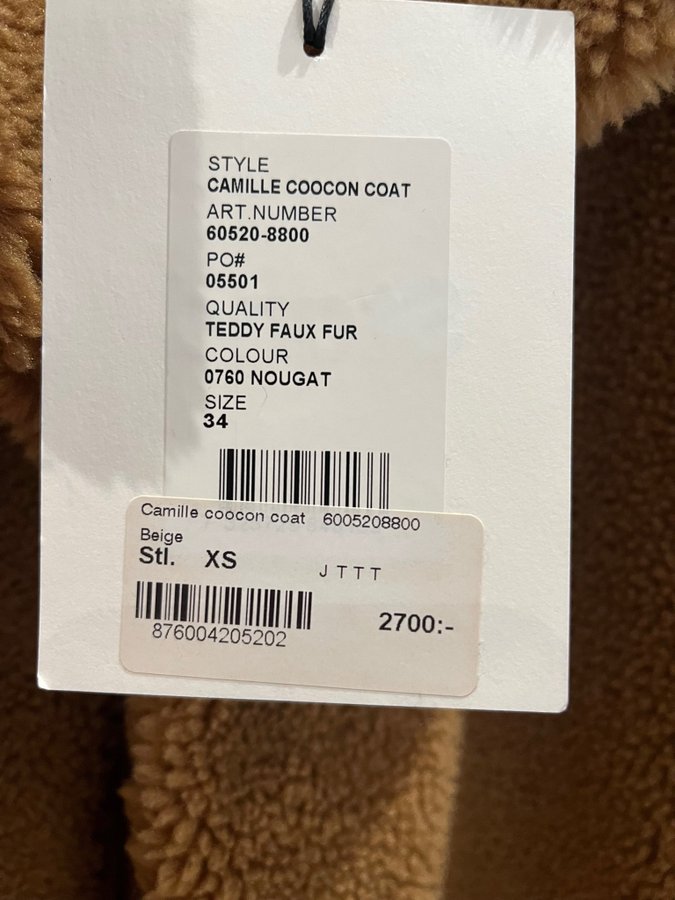 STYLE
CAMILLE COOCON COAT
ART.NUMBER
60520-8800
PO#
05501
QUALITY
TEDDY FAUX FUR
COLOUR
0760 NOUGAT
SIZE
34
Camille coocon coat 6005208800
Beige
Stl. XS
J T T T
2700:-
876004205202